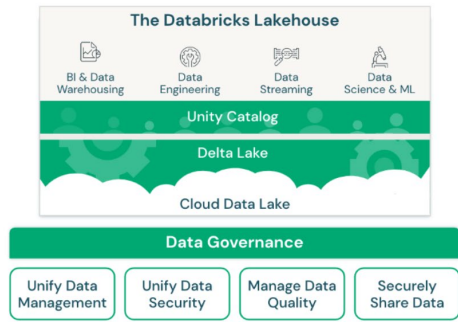 The Databricks Lakehouse
BI & Data
Warehousing
Data
Engineering
Data
Streaming
Data
Science & ML
Unity Catalog
Delta Lake
Cloud Data Lake
Data Governance
Unify Data
Management
Unify Data
Security
Manage Data
Quality
Securely
Share Data